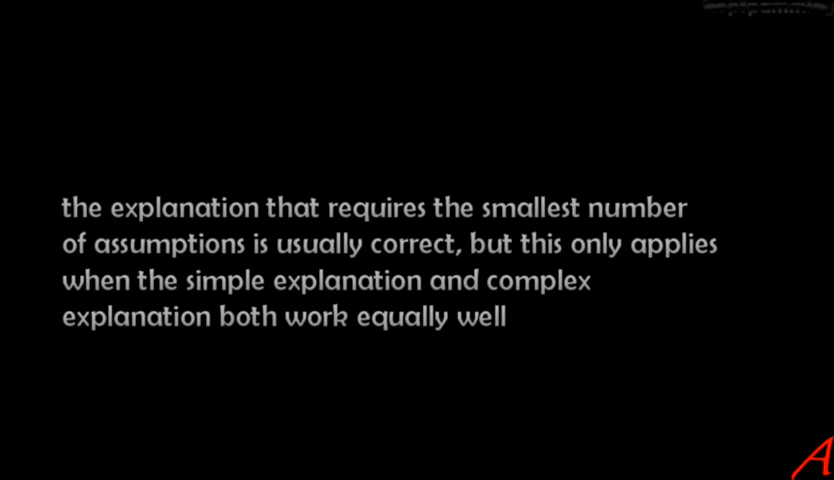 the explanation that requires the smallest number
of assumptions is usually correct, but this only applies
when the simple explanation and complex
explanation both work equally well
A